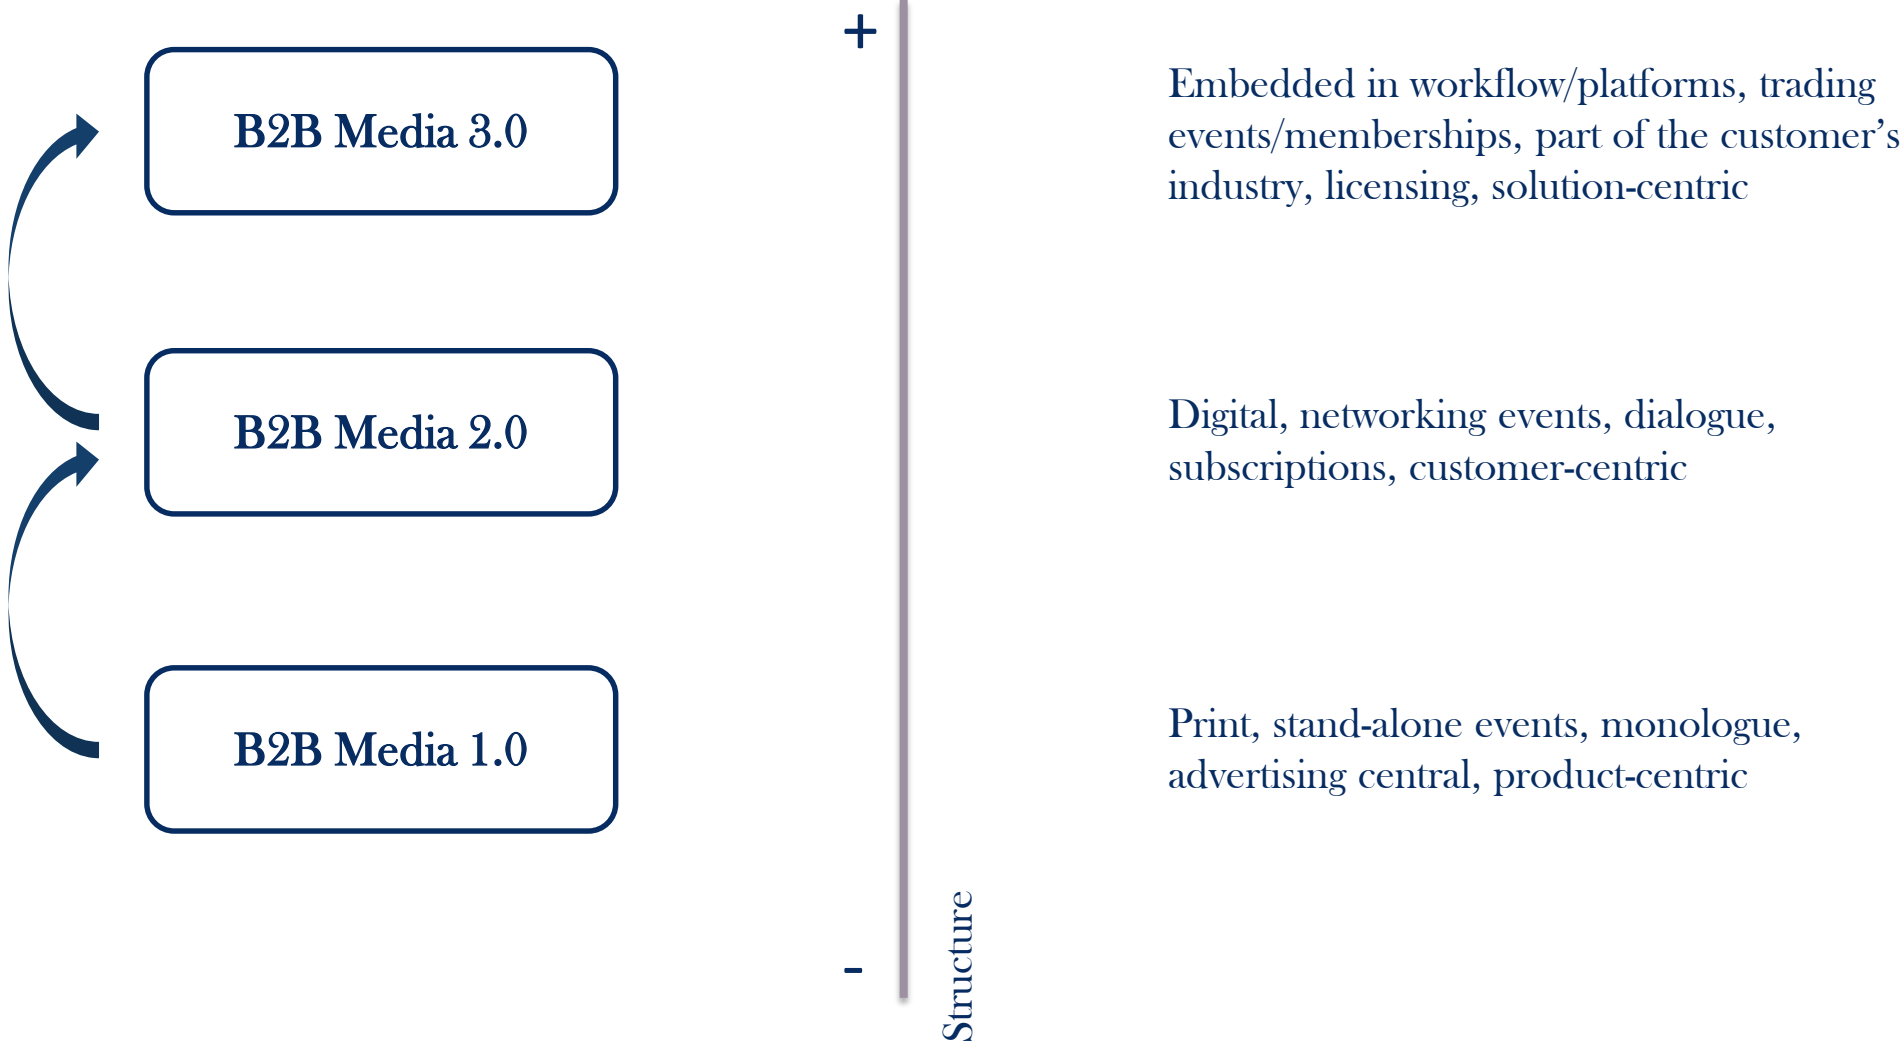 +
B2B Media 3.0
Embedded in workflow/platforms, trading
events/memberships, part of the customer’s
industry, licensing, solution-centric
B2B Media 2.0
Digital, networking events, dialogue,
subscriptions, customer-centric
B2B Media 1.0
Print, stand-alone events, monologue,
advertising central, product-centric
-
Structure